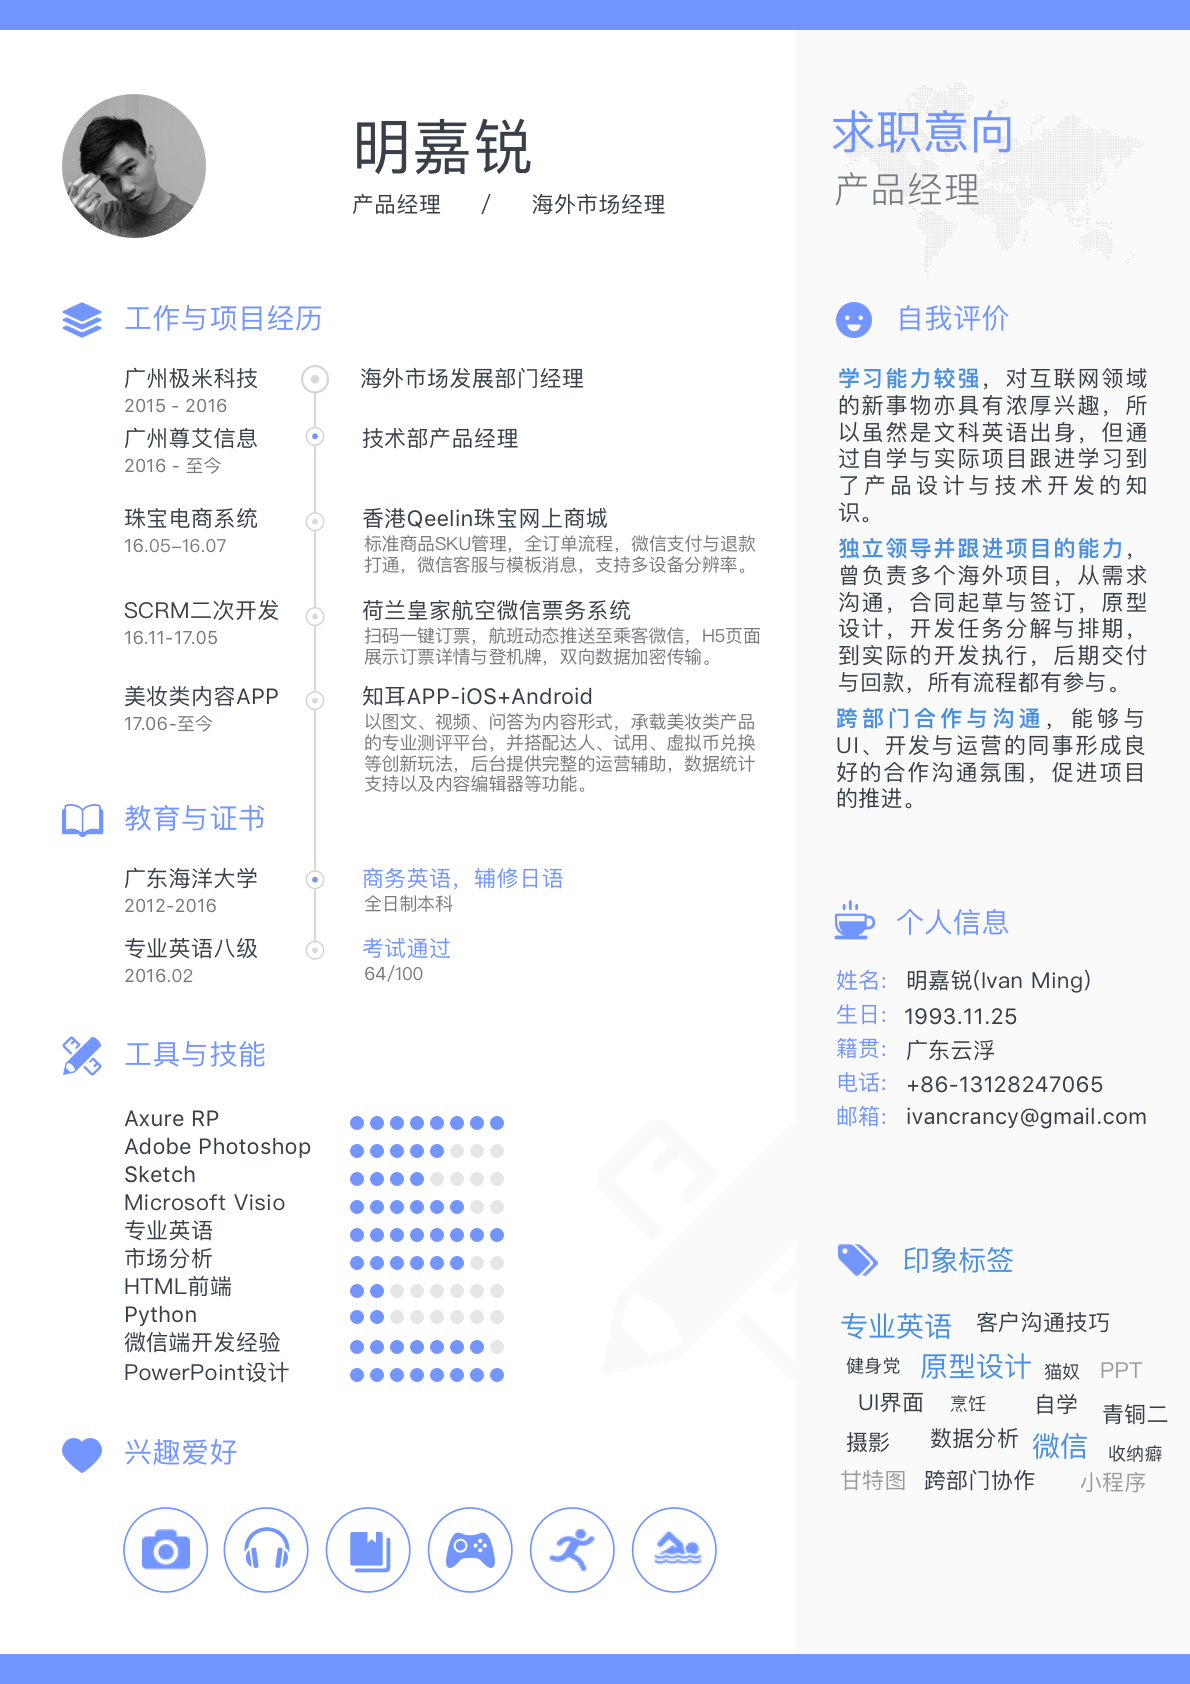 明嘉锐
产品经理 / 海外市场经理
工作与项目经历
广州极米科技 海外市场发展部门经理
2015 - 2016
广州尊艾信息 技术部产品经理
2016 - 至今
珠宝电商系统 香港Qeelin珠宝网上商城
16.05–16.07
标准商品SKU管理，全订单流程，微信支付与退款
打通，微信客服与模板消息，支持多设备分辨率。
SCRM二次开发 荷兰皇家航空微信票务系统
16.11-17.05
扫码一键订票，航班动态推送至乘客微信，H5页面
展示订票详情与登机牌，双向数据加密传输。
美妆类内容APP 知耳APP-iOS+Android
17.06-至今
以图文、视频、问答为内容形式，承载美妆类产品
的专业测评平台，并搭配达人、试用、虚拟币兑换
等创新玩法，后台提供完整的运营辅助，数据统计
支持以及内容编辑器等功能。
教育与证书
广东海洋大学 商务英语，辅修日语
2012-2016 全日制本科
专业英语八级 考试通过
2016.02 64/100
工具与技能
Axure RP
Adobe Photoshop
Sketch
Microsoft Visio
专业英语
市场分析
HTML前端
Python
微信端开发经验
PowerPoint设计
兴趣爱好
求职意向
产品经理
自我评价
学习能力较强，对互联网领域
的新事物亦具有浓厚兴趣，所
以虽然是文科英语出身，但通
过自学与实际项目跟进学习到
了产品设计与技术开发的知
识。
独立领导并跟进项目的能力，
曾负责多个海外项目，从需求
沟通，合同起草与签订，原型
设计，开发任务分解与排期，
到实际的开发执行，后期交付
与回款，所有流程都有参与。
跨部门合作与沟通，能够与
UI、开发与运营的同事形成良
好的合作沟通氛围，促进项目
的推进。
个人信息
姓名: 明嘉锐(Ivan Ming)
生日: 1993.11.25
籍贯: 广东云浮
电话: +86-13128247065
邮箱: ivancrancy@gmail.com
印象标签
专业英语 客户沟通技巧
健身党 原型设计 猫奴 PPT
UI界面 烹饪 自学 青铜二
摄影 数据分析 微信 收纳癖
甘特图 跨部门协作 小程序